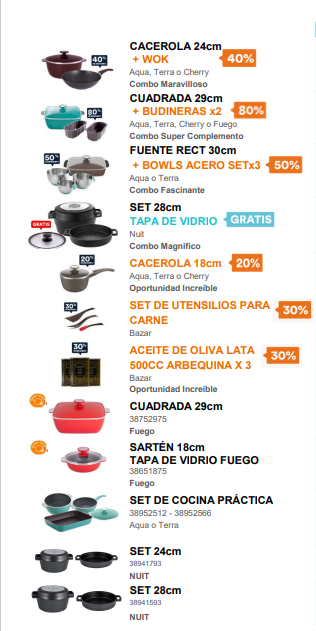 CACEROLA 24cm
+ WOK 40%
Aqua, Terra o Cherry
Combo Maravilloso
40%
CUADRADA 29cm
+ BUDINERAS x2 80%
Aqua, Terra, Cherry o Fuego
Combo Super Complemento
80%
FUENTE RECT 30cm
+ BOWLS ACERO SETx3 50%
Aqua o Terra
Combo Fascinante
50%
SET 28cm
TAPA DE VIDRIO GRATIS
Nuit
Combo Magnifico
GRATIS
CACEROLA 18cm 20%
Aqua, Terra o Cherry
Oportunidad Increible
20%
SET DE UTENSILIOS PARA
CARNE 30%
Bazar
30%
ACEITE DE OLIVA LATA
500CC ARBEQUINA X 3 30%
Bazar
Oportunidad Increíble
30%
CUADRADA 29cm
38752975
Fuego
SARTÉN 18cm
TAPA DE VIDRIO FUEGO
38651875
Fuego
SET DE COCINA PRÁCTICA
38952512 - 38952566
Aqua o Terra
SET 24cm
38941793
NUIT
SET 28cm
38941593
NUIT